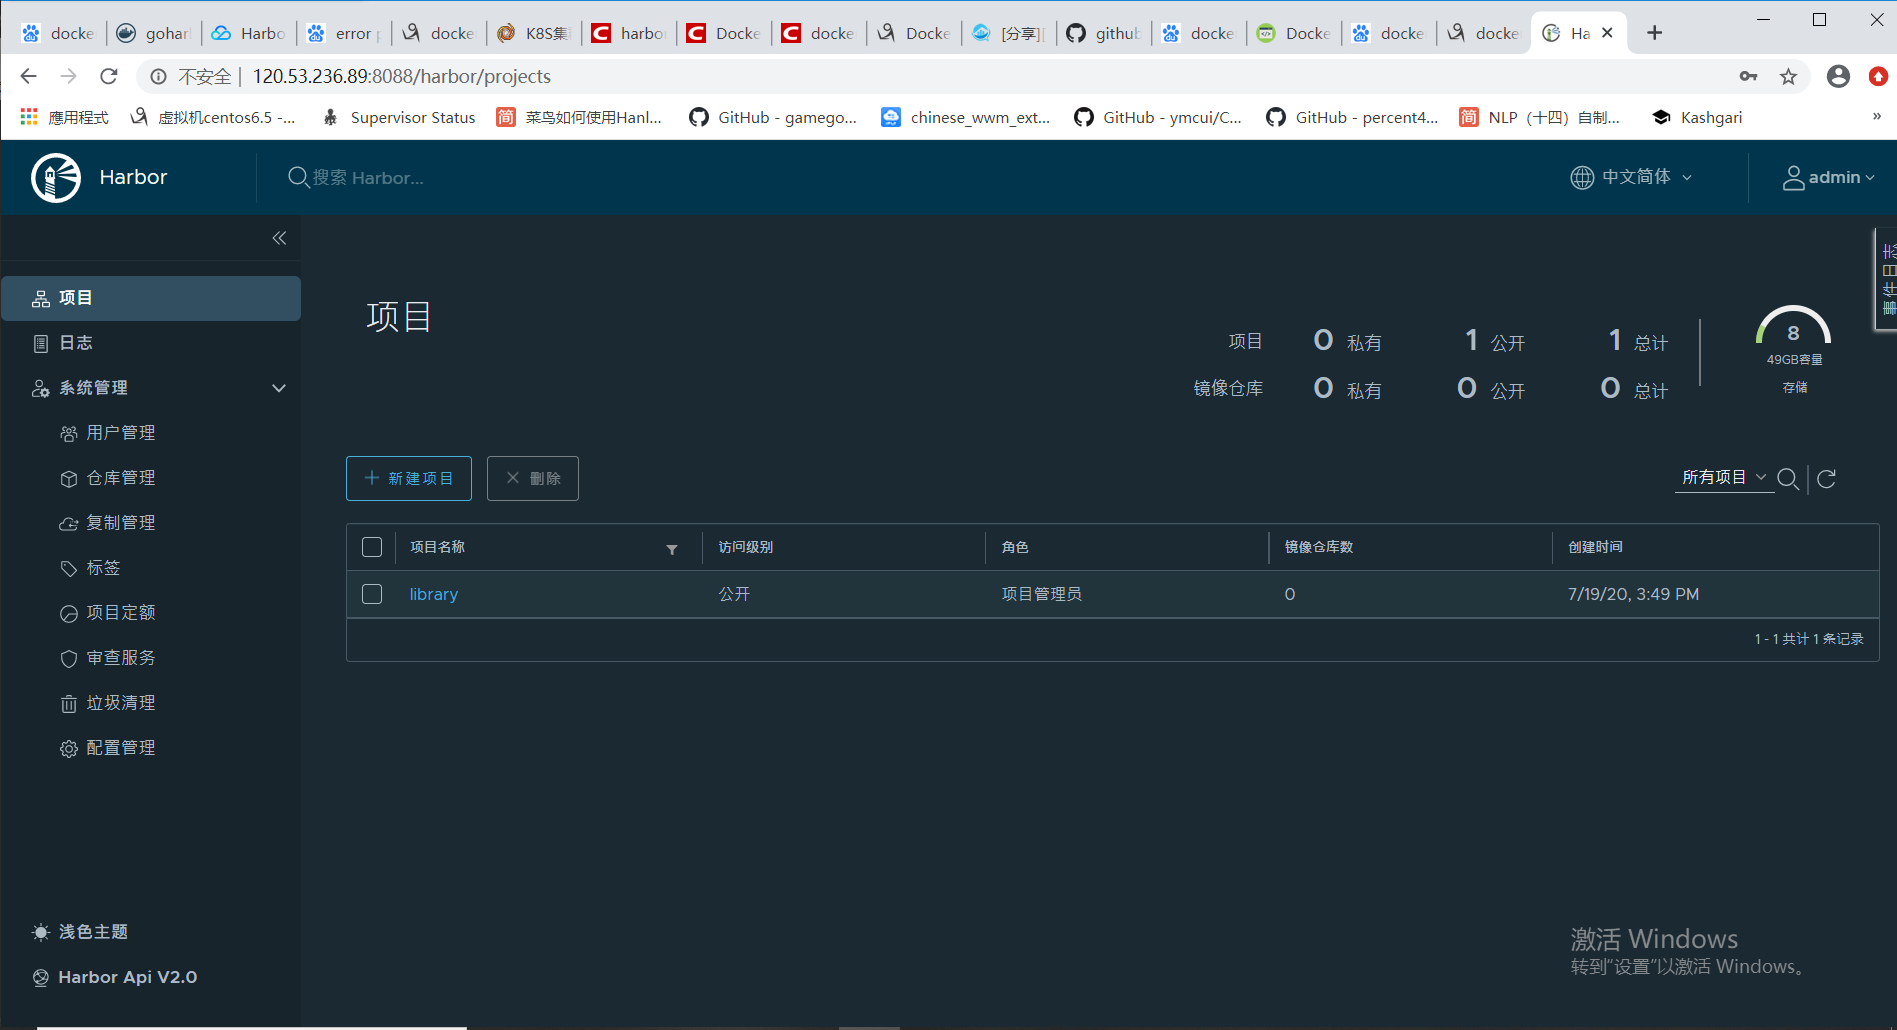 docke
gohar
Harbo
error
docke
K8S集
harbo
Docke
docke
Docke
[分享][
github
docke
Docke
docke
docke
Ha
不安全 | 120.53.236.89:8088/harbor/projects
應用程式
虚拟机centos6.5 -...
Supervisor Status
简 菜鸟如何使用Hanl...
GitHub - gamego...
chinese_wwm_ext...
GitHub - ymcui/C...
GitHub - percent4...
简 NLP（十四）自制...
Kashgari
»
Harbor
搜索 Harbor...
中文简体
admin
项目
日志
系统管理
用户管理
仓库管理
复制管理
标签
项目定额
审查服务
垃圾清理
配置管理
浅色主题
Harbor Api V2.0
项目
项目 0 私有 1 公开 1 总计
镜像仓库 0 私有 0 公开 0 总计
8
49GB容量
存储
事件日志
新建项目
删除
所有项目
项目名称 访问级别 角色 镜像仓库数 创建时间
library 公开 项目管理员 0 7/19/20, 3:49 PM
1 - 1 共计 1 条记录
激活 Windows
转到“设置”以激活 Windows。